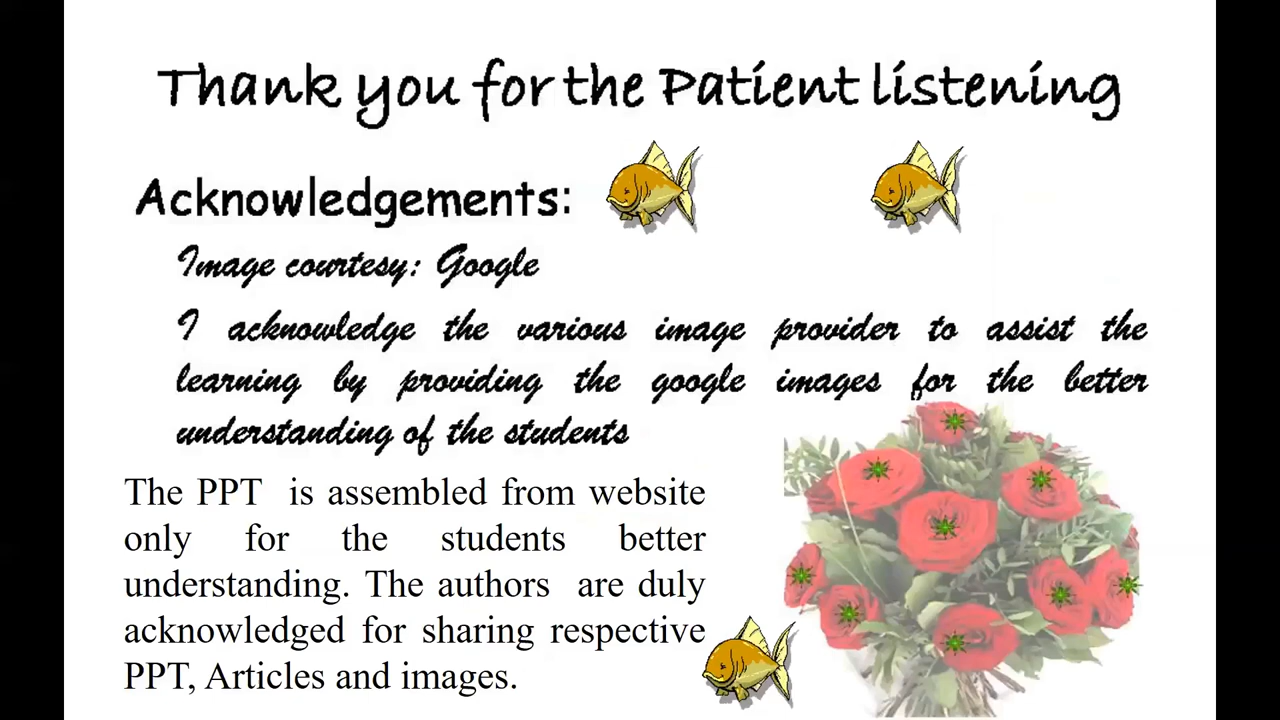 Thank you for the Patient listening
Acknowledgements:
Image courtesy: Google
I acknowledge the various image provider to assist the
learning by providing the google images for the better
understanding of the students
The PPT is assembled from website
only for the students better
understanding. The authors are duly
acknowledged for sharing respective
PPT, Articles and images.